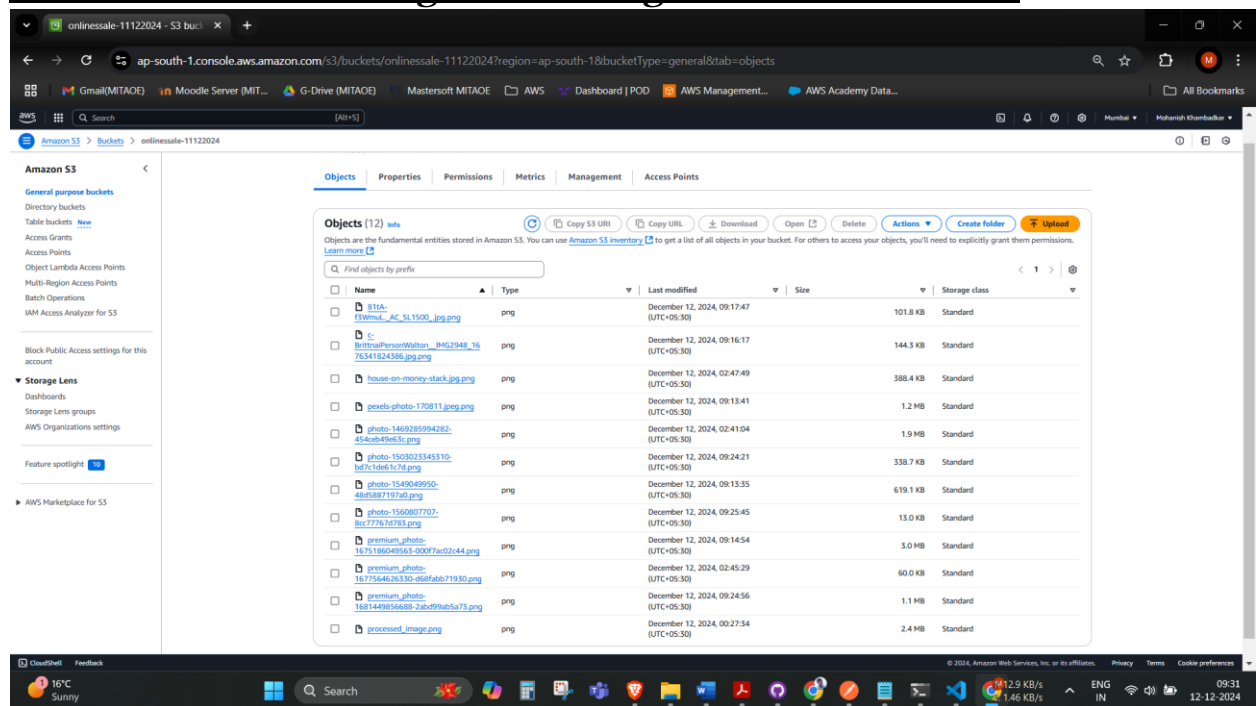 onlinessale-11122024 - S3 buck
ap-south-1.console.aws.amazon.com/s3/buckets/onlinessale-11122024?region=ap-south-1&bucketType=general&tab=objects
M
Gmail(MITAOE) Moodle Server (MIT... G-Drive (MITAOE) Mastersoft MITAOE AWS Dashboard | POD AWS Management... AWS Academy Data... All Bookmarks
aws Search [Alt+S] Mumbai Mohanish Khambadkar
Amazon S3 > Buckets > onlinessale-11122024
Amazon S3
General purpose buckets
Directory buckets
Table buckets New
Access Grants
Access Points
Object Lambda Access Points
Multi-Region Access Points
Batch Operations
IAM Access Analyzer for S3
Block Public Access settings for this
account
Storage Lens
Dashboards
Storage Lens groups
AWS Organizations settings
Feature spotlight 10
AWS Marketplace for S3
Objects Properties Permissions Metrics Management Access Points
Objects (12) Info Copy S3 URI Copy URL Download Open Delete Actions Create folder Upload
Objects are the fundamental entities stored in Amazon S3. You can use Amazon S3 inventory to get a list of all objects in your bucket. For others to access your objects, you'll need to explicitly grant them permissions.
Learn more
Find objects by prefix 1
Name Type Last modified Size Storage class
81tA-
f3WmuL._AC_SL1500_.jpg.png png December 12, 2024, 09:17:47
(UTC+05:30) 101.8 KB Standard
c-
BrittnaiPersonWalton__IMG2948_16
76341824386.jpg.png png December 12, 2024, 09:16:17
(UTC+05:30) 144.3 KB Standard
house-on-money-stack.jpg.png png December 12, 2024, 02:47:49
(UTC+05:30) 388.4 KB Standard
pexels-photo-170811.jpeg.png png December 12, 2024, 09:13:41
(UTC+05:30) 1.2 MB Standard
photo-1469285994282-
454ceb49e63c.png png December 12, 2024, 02:41:04
(UTC+05:30) 1.9 MB Standard
photo-1503023345310-
bd7c1de61c7d.png png December 12, 2024, 09:24:21
(UTC+05:30) 338.7 KB Standard
photo-1549049950-
48d5887197a0.png png December 12, 2024, 09:13:35
(UTC+05:30) 619.1 KB Standard
photo-1560807707-
8cc77767d783.png png December 12, 2024, 09:25:45
(UTC+05:30) 13.0 KB Standard
premium_photo-
1675186049563-000f7ac02c44.png png December 12, 2024, 09:14:54
(UTC+05:30) 3.0 MB Standard
premium_photo-
1677564626330-d68fabb71930.png png December 12, 2024, 02:45:29
(UTC+05:30) 60.0 KB Standard
premium_photo-
1681449856688-2abd99ab5a73.png png December 12, 2024, 09:24:56
(UTC+05:30) 1.1 MB Standard
processed_image.png png December 12, 2024, 00:27:34
(UTC+05:30) 2.4 MB Standard
CloudShell Feedback © 2024, Amazon Web Services, Inc. or its affiliates. Privacy Terms Cookie preferences
1 16°C
Sunny
Search
12.9 KB/s
1.46 KB/s
ENG
IN
09:31
12-12-2024